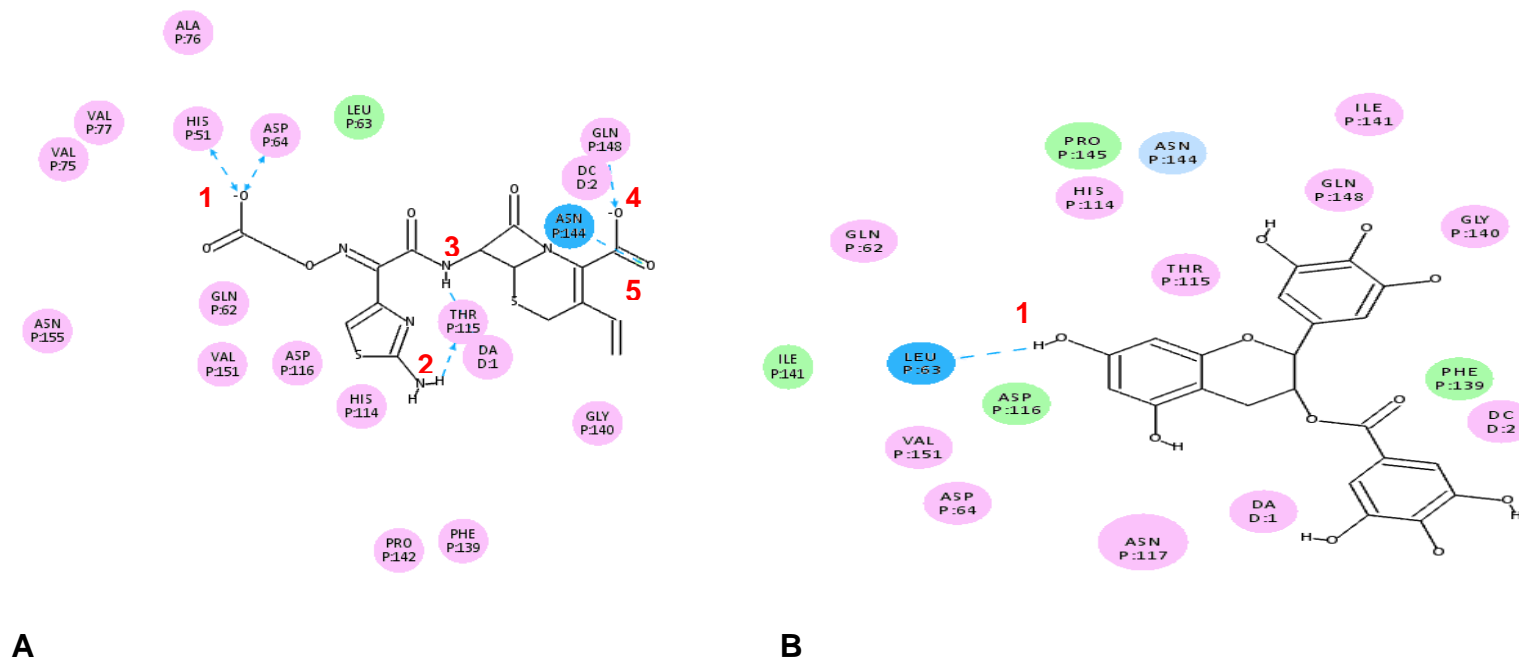 ALA
P:76
VAL
P:77
VAL
P:75
HIS
P:51
ASP
P:64
LEU
P:63
GLN
P:148
DC
D:2
ASN
P:144
1
-O
O
O
N
O
3
N
H
O
N
S
4
-O
O
5
GLN
P:62
ASN
P:155
VAL
P:151
ASP
P:116
N
S
THR
P:115
DA
D:1
2
N
H
H
HIS
P:114
GLY
P:140
PRO
P:142
PHE
P:139
A
ILE
P:141
PRO
P:145
ASN
P:144
HIS
P:114
GLN
P:148
GLY
P:140
GLN
P:62
THR
P:115
H
O
O
O
1
H
O
O
LEU
P:63
ILE
P:141
ASP
P:116
PHE
P:139
DC
D:2
O
H
O
O
VAL
P:151
ASP
P:64
DA
D:1
ASN
P:117
O
H
H
O
O
B